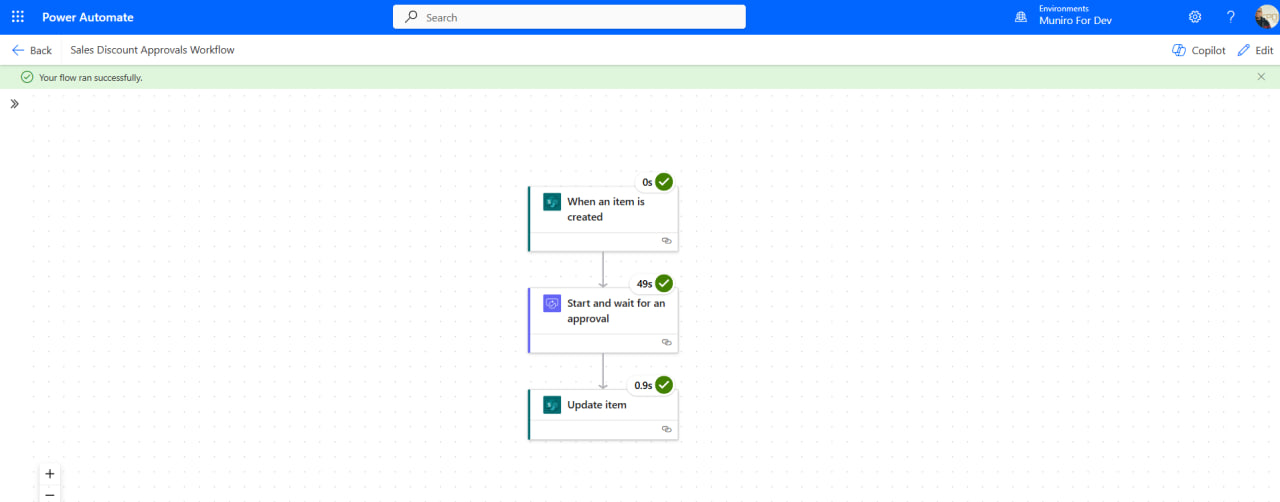 Power Automate
Search
Environments
Muniro For Dev
?
Back
Sales Discount Approvals Workflow
Copilot
Edit
Your flow ran successfully.
0s
When an item is
created
49s
Start and wait for an
approval
0.9s
Update item
+
−